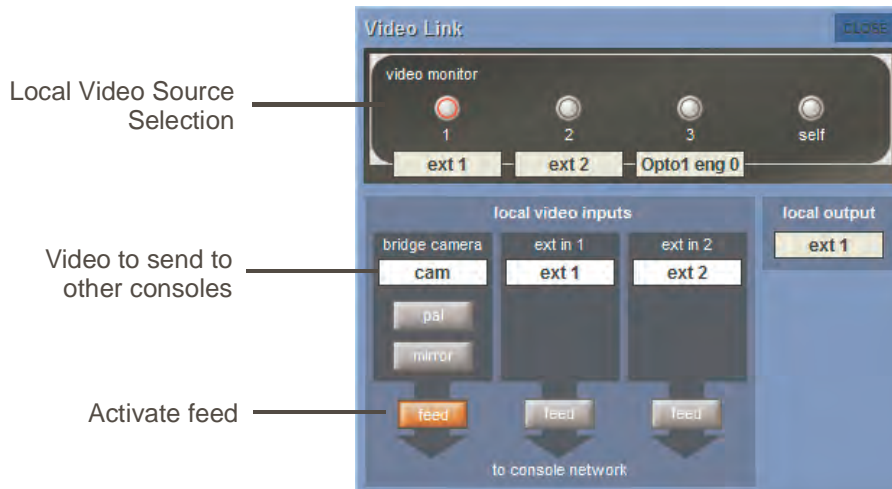 Video Link
CLOSE
Local Video Source
Selection
video monitor
1
2
3
self
ext 1
ext 2
Opto1 eng 0
Video to send to
other consoles
local video inputs
local output
bridge camera
ext in 1
ext in 2
cam
ext 1
ext 2
ext 1
pal
mirror
Activate feed
feed
feed
feed
to console network